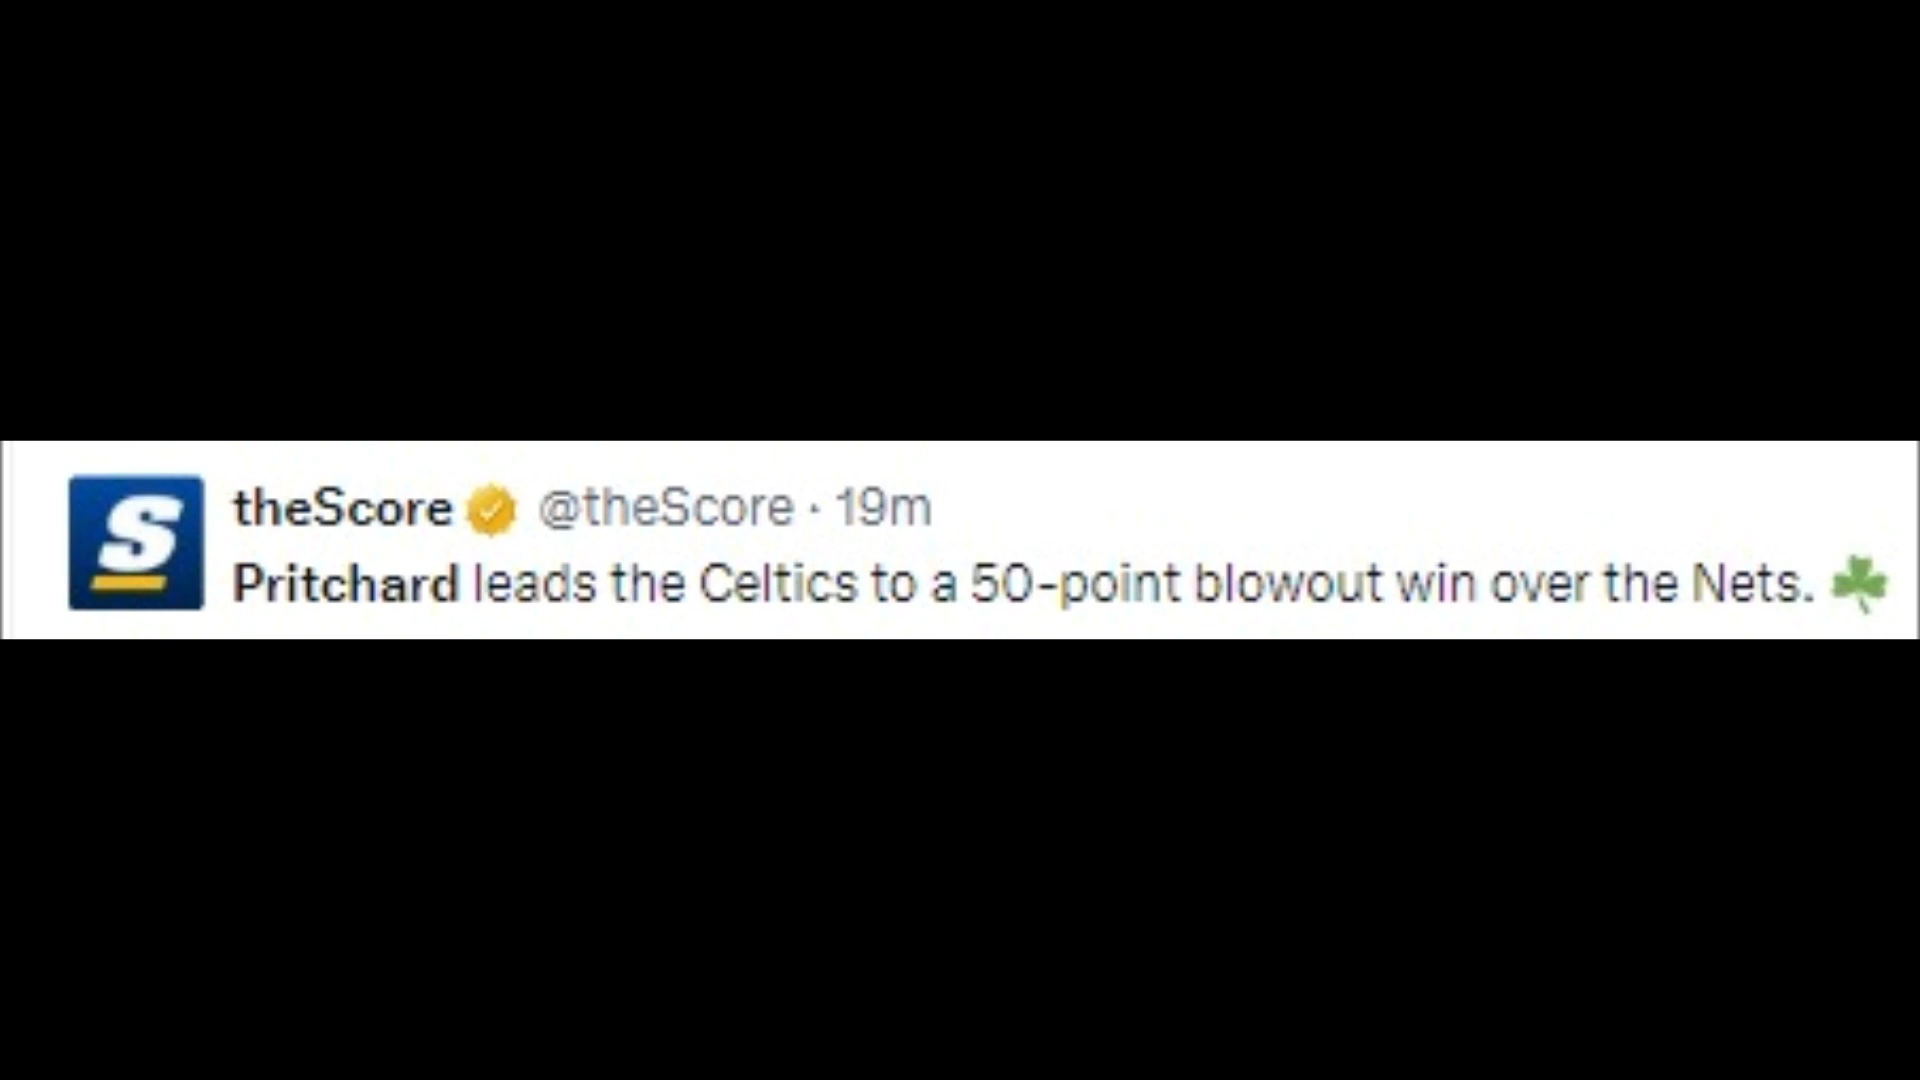 theScore @theScore · 19m
Pritchard leads the Celtics to a 50-point blowout win over the Nets. ☘️